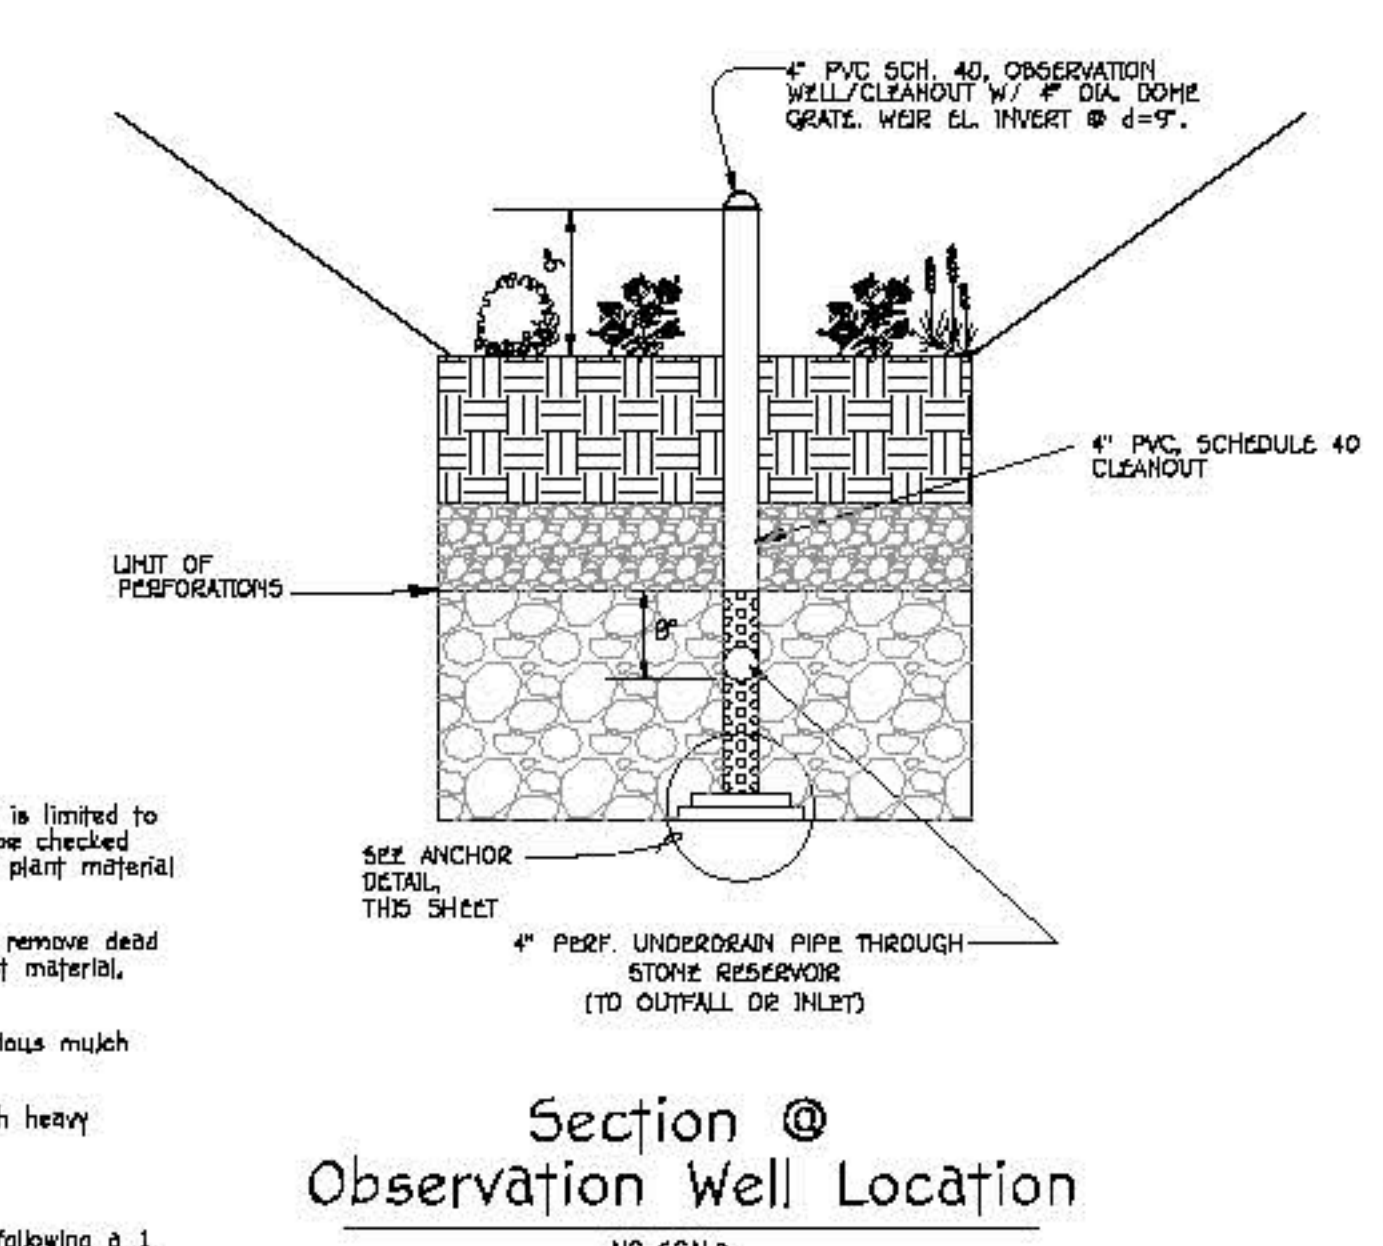 4" PVC SCH. 40, OBSERVATION
WELL/CLEANOUT W/ 4" DIA. DOME
GRATE. WEIR EL. INVERT @ d=9".
9"
4" PVC, SCHEDULE 40
CLEANOUT
LIMIT OF
PERFORATIONS
8"
is limited to
be checked
plant material
SEE ANCHOR
DETAIL,
THIS SHEET
remove dead
material.
4" PERF. UNDERDRAIN PIPE THROUGH
STONE RESERVOIR
(TO OUTFALL OR INLET)
mulch
heavy
Section @
Observation Well Location
following a 1